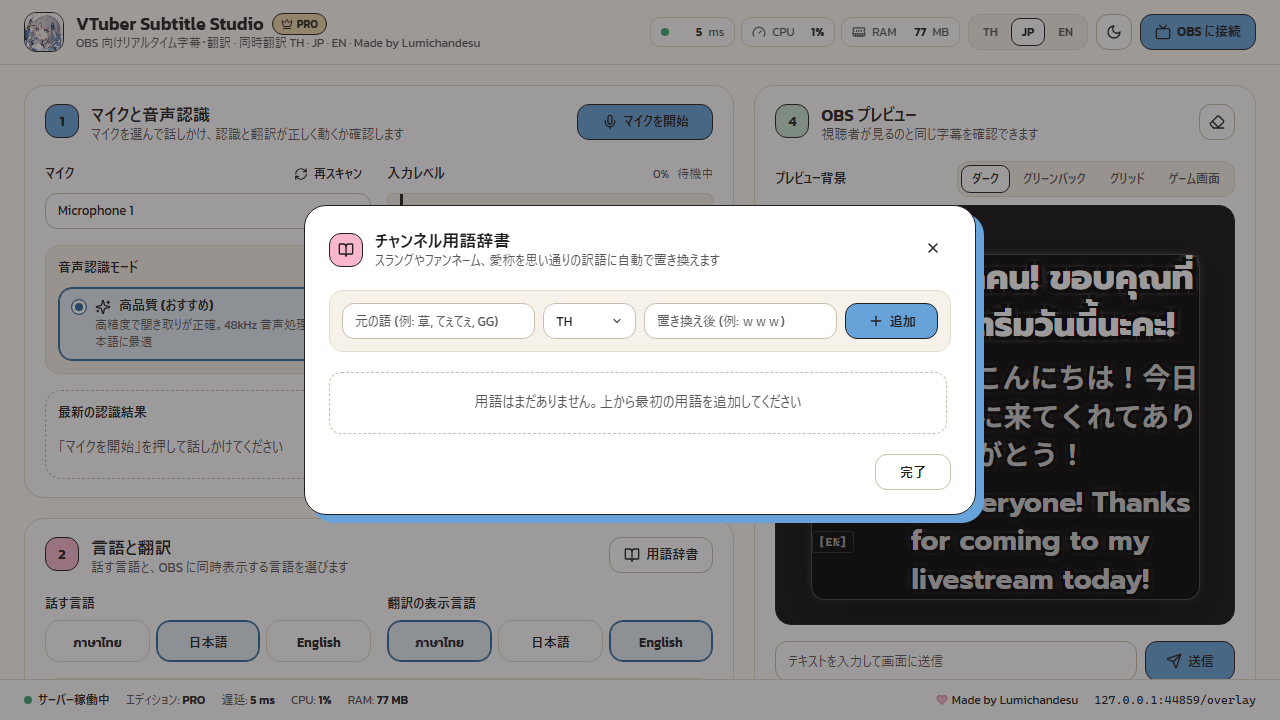 VTuber Subtitle Studio PRO
OBS 向けリアルタイム字幕・翻訳 · 同時翻訳 TH · JP · EN · Made by Lumichandesu
5 ms
CPU 1%
RAM 77 MB
TH JP EN
OBS に接続
1 マイクと音声認識
マイクを選んで話しかけ、認識と翻訳が正しく動くか確認します
マイクを開始
マイク 再スキャン
入力レベル 0% 待機中
Microphone 1
音声認識モード
高品質 (おすすめ)
高精度で聞き取りが正確。48kHz 音声処理
本語に最適
最新の認識結果
「マイクを開始」を押して話しかけてください
チャンネル用語辞書
スラングやファンネーム、愛称を思い通りの訳語に自動で置き換えます
元の語 (例: 草, てぇてぇ, GG) TH 置き換え後 (例: ｗｗｗ) 追加
用語はまだありません。上から最初の用語を追加してください
完了
2 言語と翻訳
話す言語と、OBS に同時表示する言語を選びます
用語辞書
話す言語
ภาษาไทย 日本語 English
翻訳の表示言語
ภาษาไทย 日本語 English
4 OBS プレビュー
視聴者が見るのと同じ字幕を確認できます
プレビュー背景 ダーク グリーンバック グリッド ゲーム画面
คน! ขอบคุณที่
ตรีมวันนี้นะคะ!
こんにちは！今日
に来てくれてあり
がとう！
[EN]
eryone! Thanks
for coming to my
livestream today!
テキストを入力して画面に送信 送信
サーバー稼働中 エディション: PRO 遅延: 5 ms CPU: 1% RAM: 77 MB
Made by Lumichandesu 127.0.0.1:44859/overlay